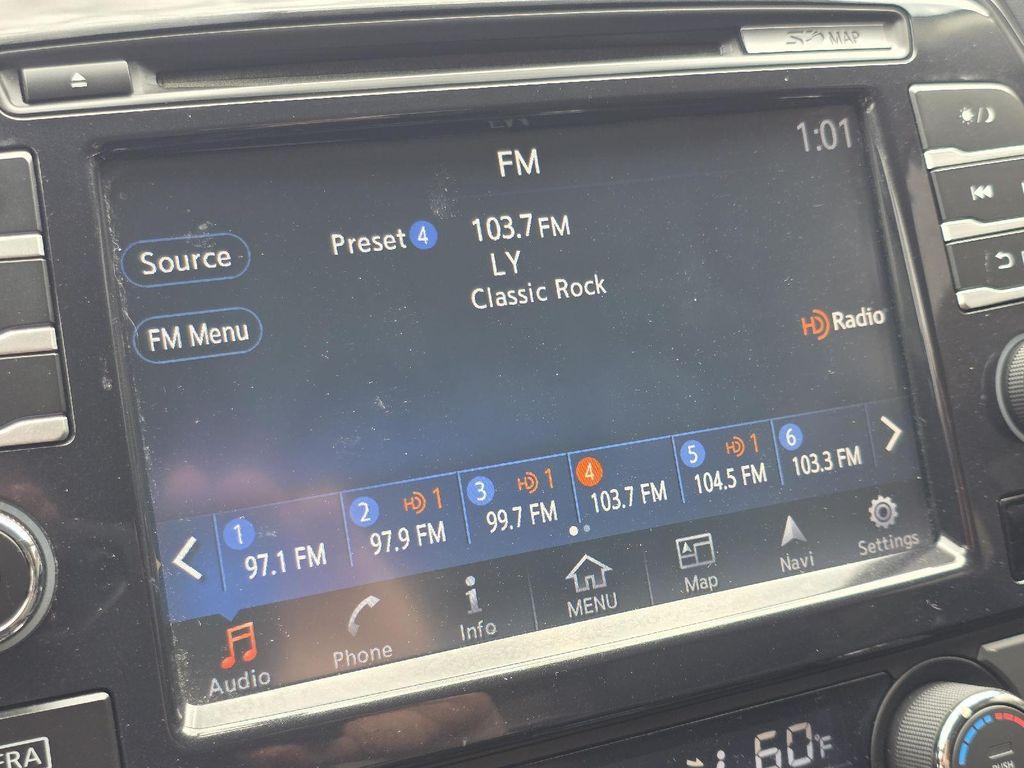 MAP
1:01
FM
Preset 4 103.7 FM
Source
LY
Classic Rock
FM Menu
HD Radio
1 97.1 FM
2 HD 1 97.9 FM
3 HD 1 99.7 FM
4 103.7 FM
5 HD 1 104.5 FM
6 103.3 FM
Audio
Phone
Info
MENU
Map
Navi
Settings
ERA
60°F
PUSH